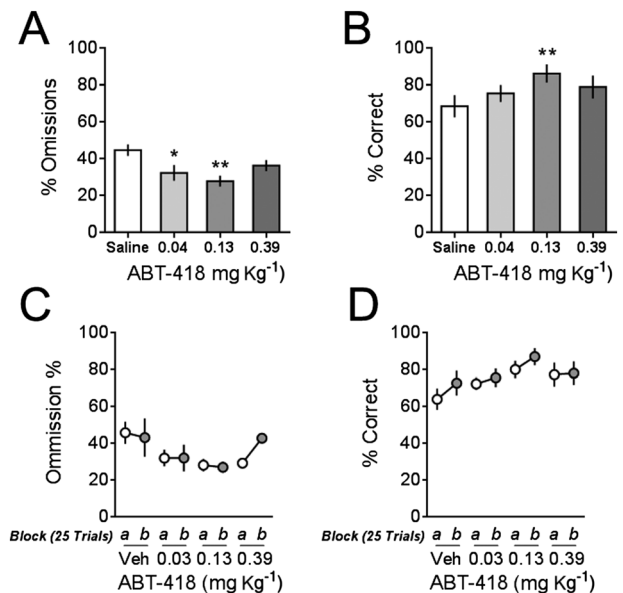 A
100
80
60
40
20
0
% Omissions
*
**
Saline 0.04 0.13 0.39
ABT-418 mg Kg-1)
B
100
80
60
40
20
0
% Correct
**
Saline 0.04 0.13 0.39
ABT-418 mg Kg-1)
C
100
80
60
40
20
0
Ommission %
Block (25 Trials) a b a b a b a b
Veh 0.03 0.13 0.39
ABT-418 (mg Kg-1)
D
100
80
60
40
20
0
% Correct
Block (25 Trials) a b a b a b a b
Veh 0.03 0.13 0.39
ABT-418 (mg Kg-1)